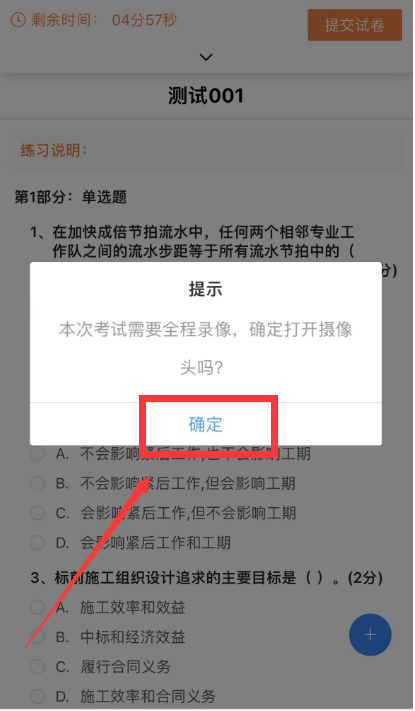 剩余时间： 04分57秒
提交试卷
测试001
练习说明：
第1部分：单选题
1、在加快成倍节拍流水中，任何两个相邻专业工
作队之间的流水步距等于所有流水节拍中的（
分)
提示
本次考试需要全程录像，确定打开摄像
头吗?
确定
A. 不会影响紧后工作,也不会影响工期
B. 不会影响紧后工作,但会影响工期
C. 会影响紧后工作,但不会影响工期
D. 会影响紧后工作和工期
3、标前施工组织设计追求的主要目标是（ ）。(2分)
A. 施工效率和效益
B. 中标和经济效益
C. 履行合同义务
D. 施工效率和合同义务